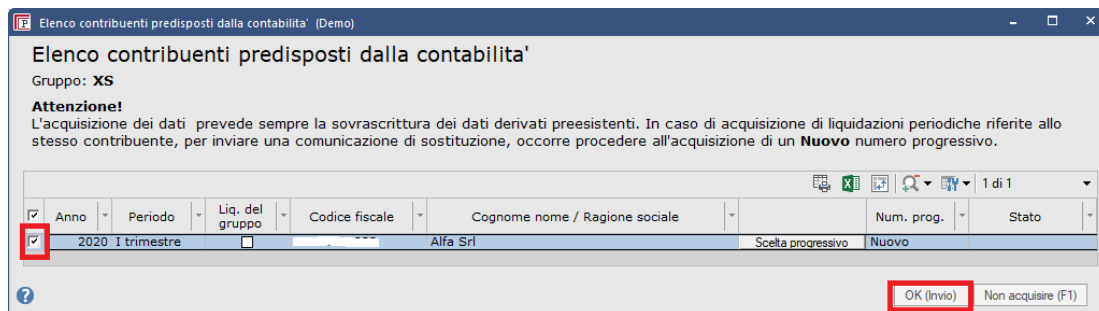 Elenco contribuenti predisposti dalla contabilita' (Demo)
Elenco contribuenti predisposti dalla contabilita'
Gruppo: XS
Attenzione!
L'acquisizione dei dati prevede sempre la sovrascrittura dei dati derivati preesistenti. In caso di acquisizione di liquidazioni periodiche riferite allo
stesso contribuente, per inviare una comunicazione di sostituzione, occorre procedere all'acquisizione di un Nuovo numero progressivo.
1 di 1
Anno Periodo Liq. del gruppo Codice fiscale Cognome nome / Ragione sociale Num. prog. Stato
2020 I trimestre Alfa Srl Scelta progressivo Nuovo
OK (Invio) Non acquisire (F1)